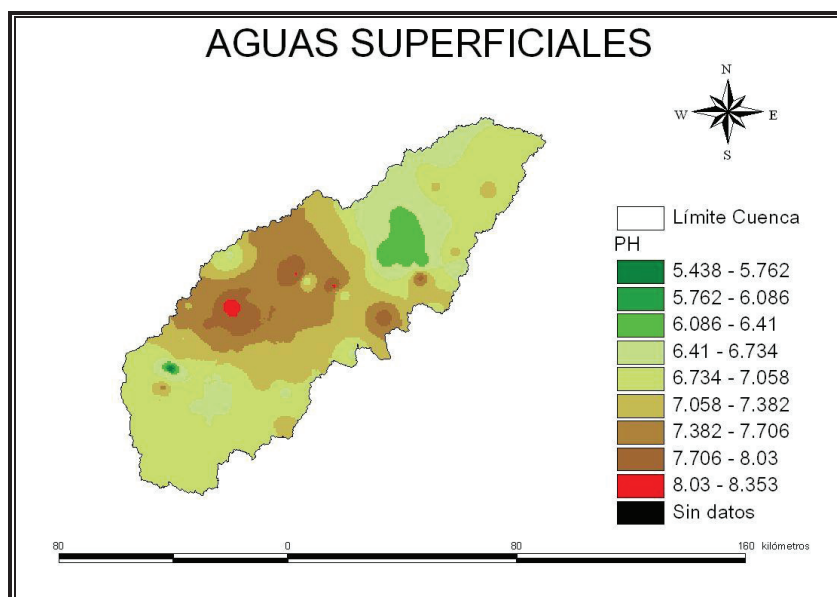 AGUAS SUPERFICIALES
N
W E
S
Límite Cuenca
PH
5.438 - 5.762
5.762 - 6.086
6.086 - 6.41
6.41 - 6.734
6.734 - 7.058
7.058 - 7.382
7.382 - 7.706
7.706 - 8.03
8.03 - 8.353
Sin datos
80 0 80 160 kilómetros